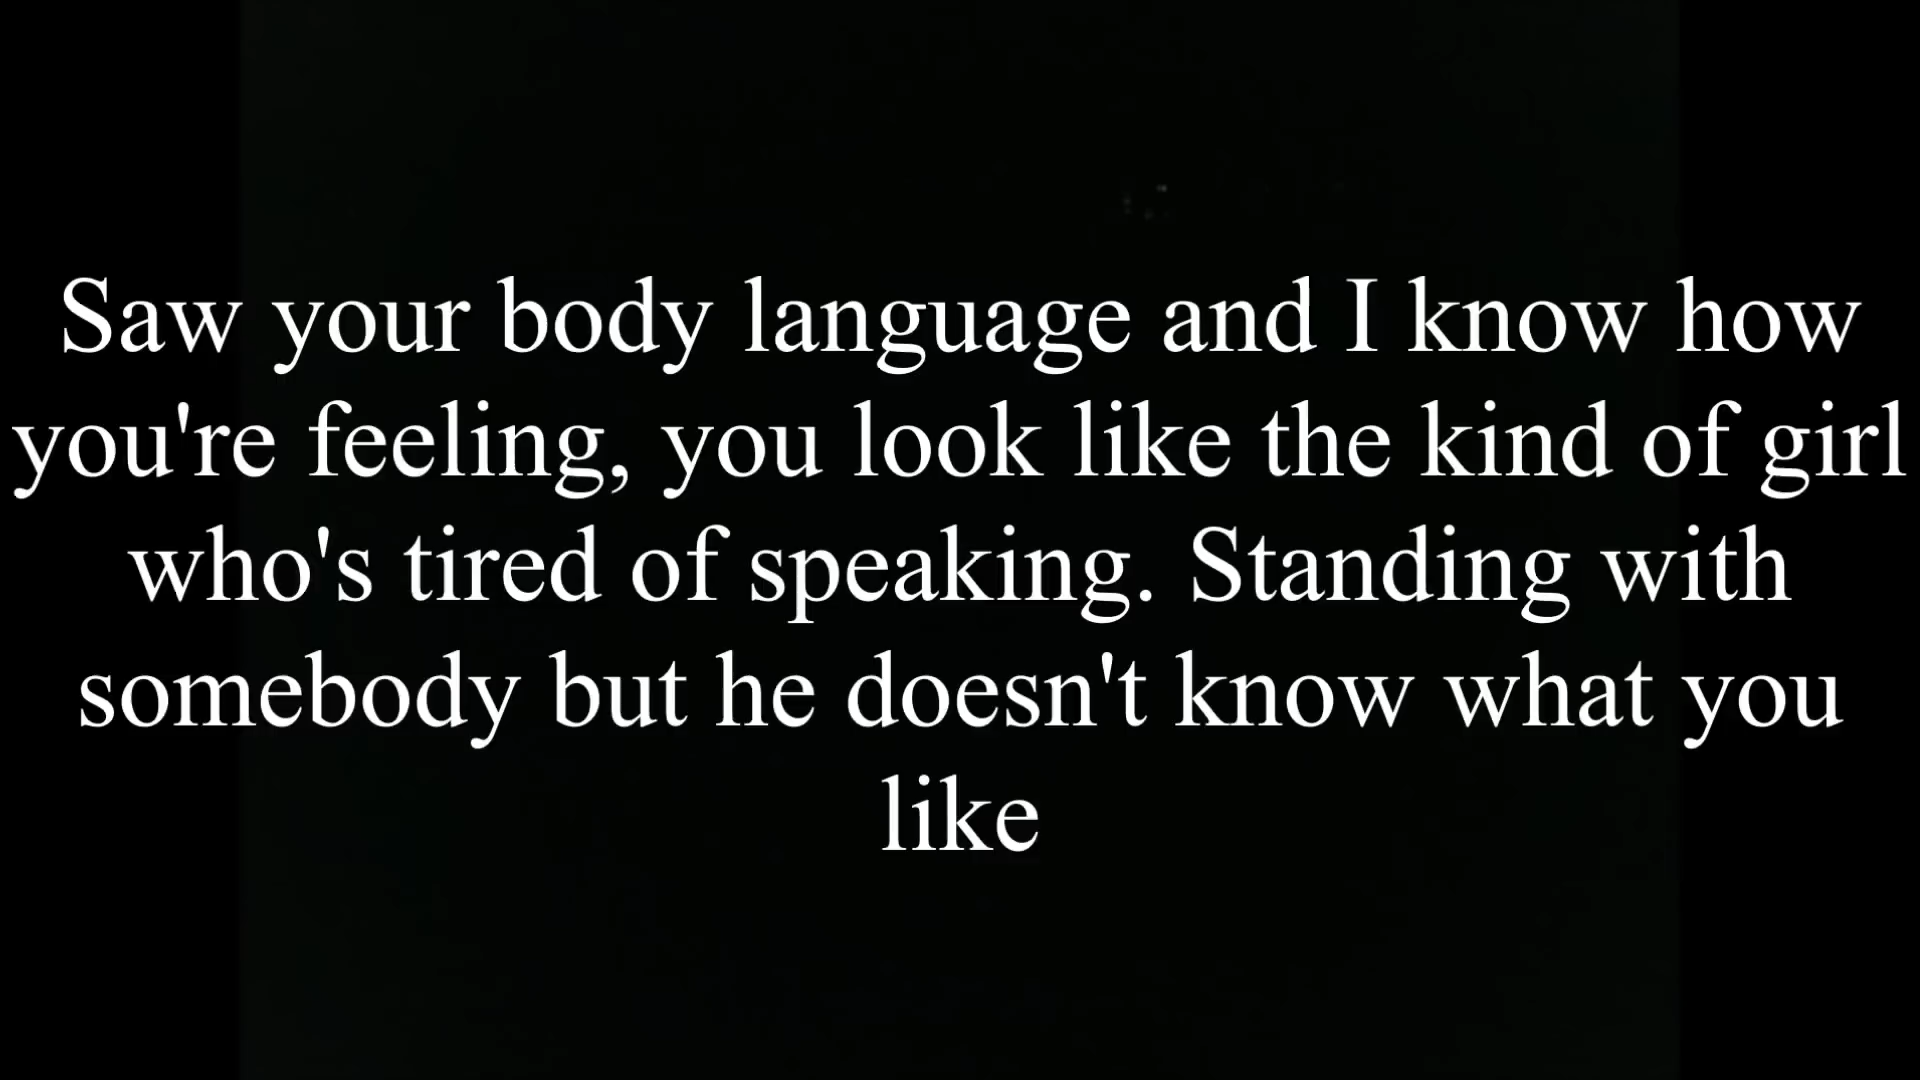 Saw your body language and I know how
you're feeling, you look like the kind of girl
who's tired of speaking. Standing with
somebody but he doesn't know what you
like